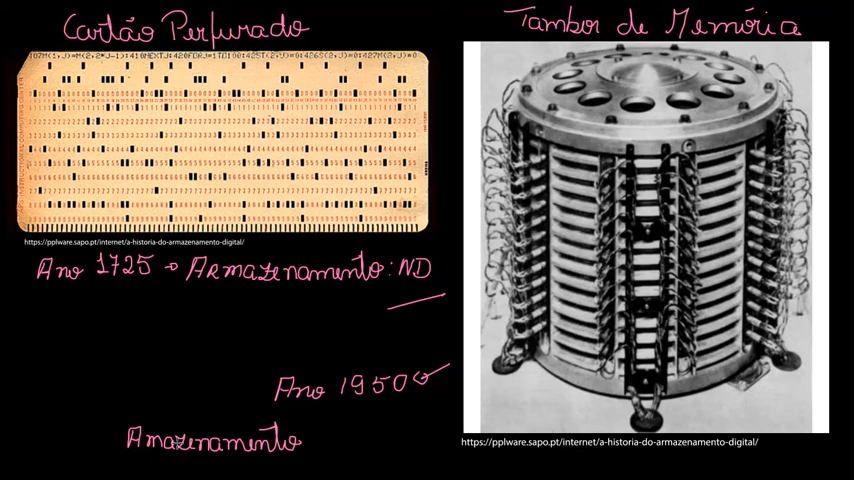 Cartão Perfurado
Tambor de Memória
https://pplware.sapo.pt/internet/a-historia-do-armazenamento-digital/
Ano 1725 → Armazenamento: ND
Ano 1950
Amazenamento
https://pplware.sapo.pt/internet/a-historia-do-armazenamento-digital/